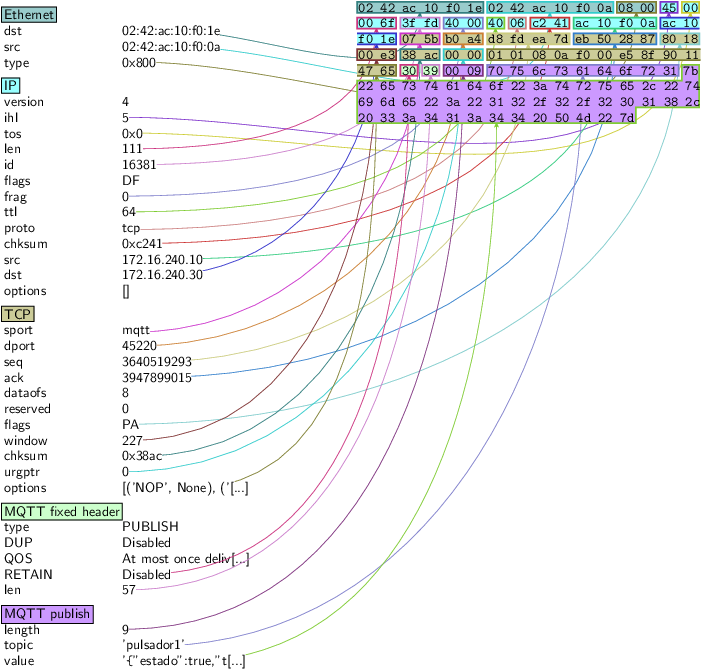 Ethernet
dst 02:42:ac:10:f0:1e
src 02:42:ac:10:f0:0a
type 0x800
IP
version 4
ihl 5
tos 0x0
len 111
id 16381
flags DF
frag 0
ttl 64
proto tcp
chksum 0xc241
src 172.16.240.10
dst 172.16.240.30
options []
TCP
sport mqtt
dport 45220
seq 3640519293
ack 3947899015
dataofs 8
reserved 0
flags PA
window 227
chksum 0x38ac
urgptr 0
options [('NOP', None), ('[...]
MQTT fixed header
type PUBLISH
DUP Disabled
QOS At most once deliv[...]
RETAIN Disabled
len 57
MQTT publish
length 9
topic 'pulsador1'
value '{"estado":true,"t[...]
02 42 ac 10 f0 1e 02 42 ac 10 f0 0a 08 00 45 00
00 6f 3f fd 40 00 40 06 c2 41 ac 10 f0 0a ac 10
f0 1e 07 5b b0 a4 d8 fd ea 7d eb 50 28 87 80 18
00 e3 38 ac 00 00 01 01 08 0a f0 00 e5 8f 90 11
47 65 30 39 00 09 70 75 6c 73 61 64 6f 72 31 7b
22 65 73 74 61 64 6f 22 3a 74 72 75 65 2c 22 74
69 6d 65 22 3a 22 31 32 2f 32 2f 32 30 31 38 2c
20 33 3a 34 31 3a 34 34 20 50 4d 22 7d